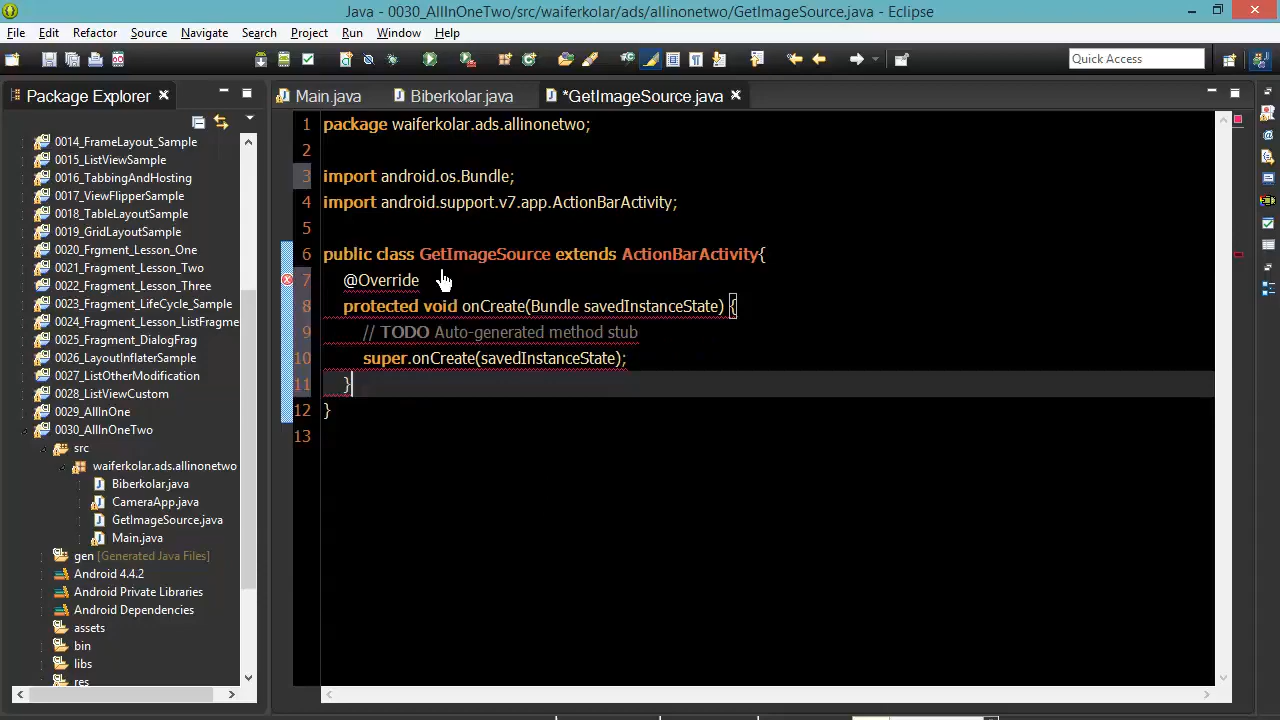 Java - 0030_AllInOneTwo/src/waiferkolar/ads/allinonetwo/GetImageSource.java - Eclipse
File Edit Refactor Source Navigate Search Project Run Window Help
Quick Access
Package Explorer
Main.java Biberkolar.java *GetImageSource.java
0014_FrameLayout_Sample
0015_ListViewSample
0016_TabbingAndHosting
0017_ViewFlipperSample
0018_TableLayoutSample
0019_GridLayoutSample
0020_Frgment_Lesson_One
0021_Fragment_Lesson_Two
0022_Fragment_Lesson_Three
0023_Fragment_LifeCycle_Sample
0024_Fragment_Lesson_ListFragme
0025_Fragment_DialogFrag
0026_LayoutInflaterSample
0027_ListOtherModification
0028_ListViewCustom
0029_AllInOne
0030_AllInOneTwo
src
waiferkolar.ads.allinonetwo
Biberkolar.java
CameraApp.java
GetImageSource.java
Main.java
gen [Generated Java Files]
Android 4.4.2
Android Private Libraries
Android Dependencies
assets
bin
libs
res
1 package waiferkolar.ads.allinonetwo;
2
3 import android.os.Bundle;
4 import android.support.v7.app.ActionBarActivity;
5
6 public class GetImageSource extends ActionBarActivity{
7 @Override
8 protected void onCreate(Bundle savedInstanceState) {
9 // TODO Auto-generated method stub
10 super.onCreate(savedInstanceState);
11 }
12 }
13